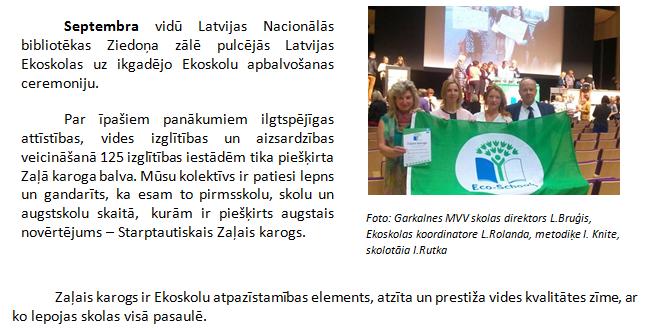 Septembra vidū Latvijas Nacionālās
bibliotēkas Ziedoņa zālē pulcējās Latvijas
Ekoskolas uz ikgadējo Ekoskolu apbalvošanas
ceremoniju.
Par īpašiem panākumiem ilgtspējīgas
attīstības, vides izglītības un aizsardzības
veicināšanā 125 izglītības iestādēm tika piešķirta
Zaļā karoga balva. Mūsu kolektīvs ir patiesi lepns
un gandarīts, ka esam to pirmsskolu, skolu un
augstskolu skaitā, kurām ir piešķirts augstais
novērtējums – Starptautiskais Zaļais karogs.
Eco-Schools
Foto: Garkalnes MVV skolas direktors L.Bruģis,
Ekoskolas koordinatore L.Rolanda, metodiķe I. Knite,
skolotāja I.Rutka
Zaļais karogs ir Ekoskolu atpazīstamības elements, atzīta un prestiža vides kvalitātes zīme, ar
ko lepojas skolas visā pasaulē.